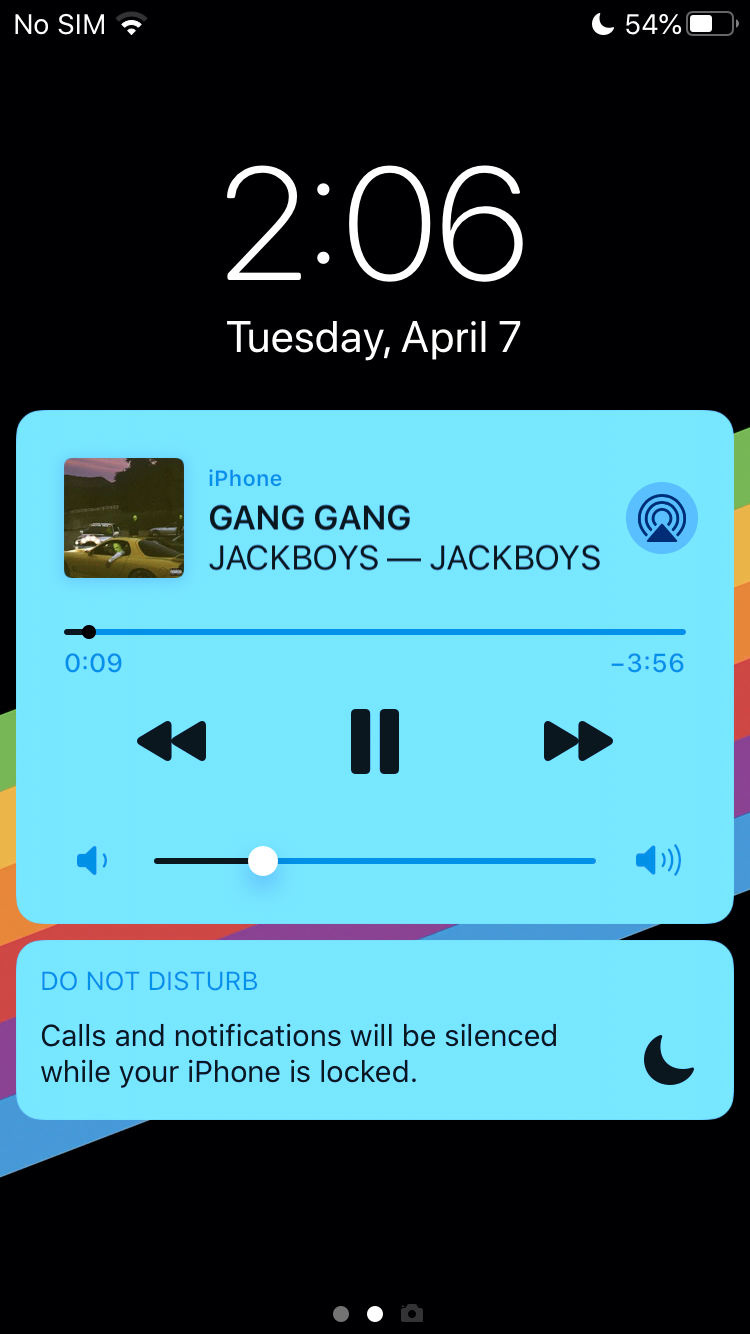 No SIM 54%
2:06
Tuesday, April 7
iPhone
GANG GANG
JACKBOYS — JACKBOYS
0:09 −3:56
DO NOT DISTURB
Calls and notifications will be silenced
while your iPhone is locked.